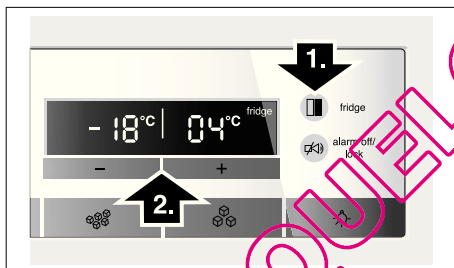 1.
fridge
-18°C 04°C fridge
alarm off/
lock
− +
2.